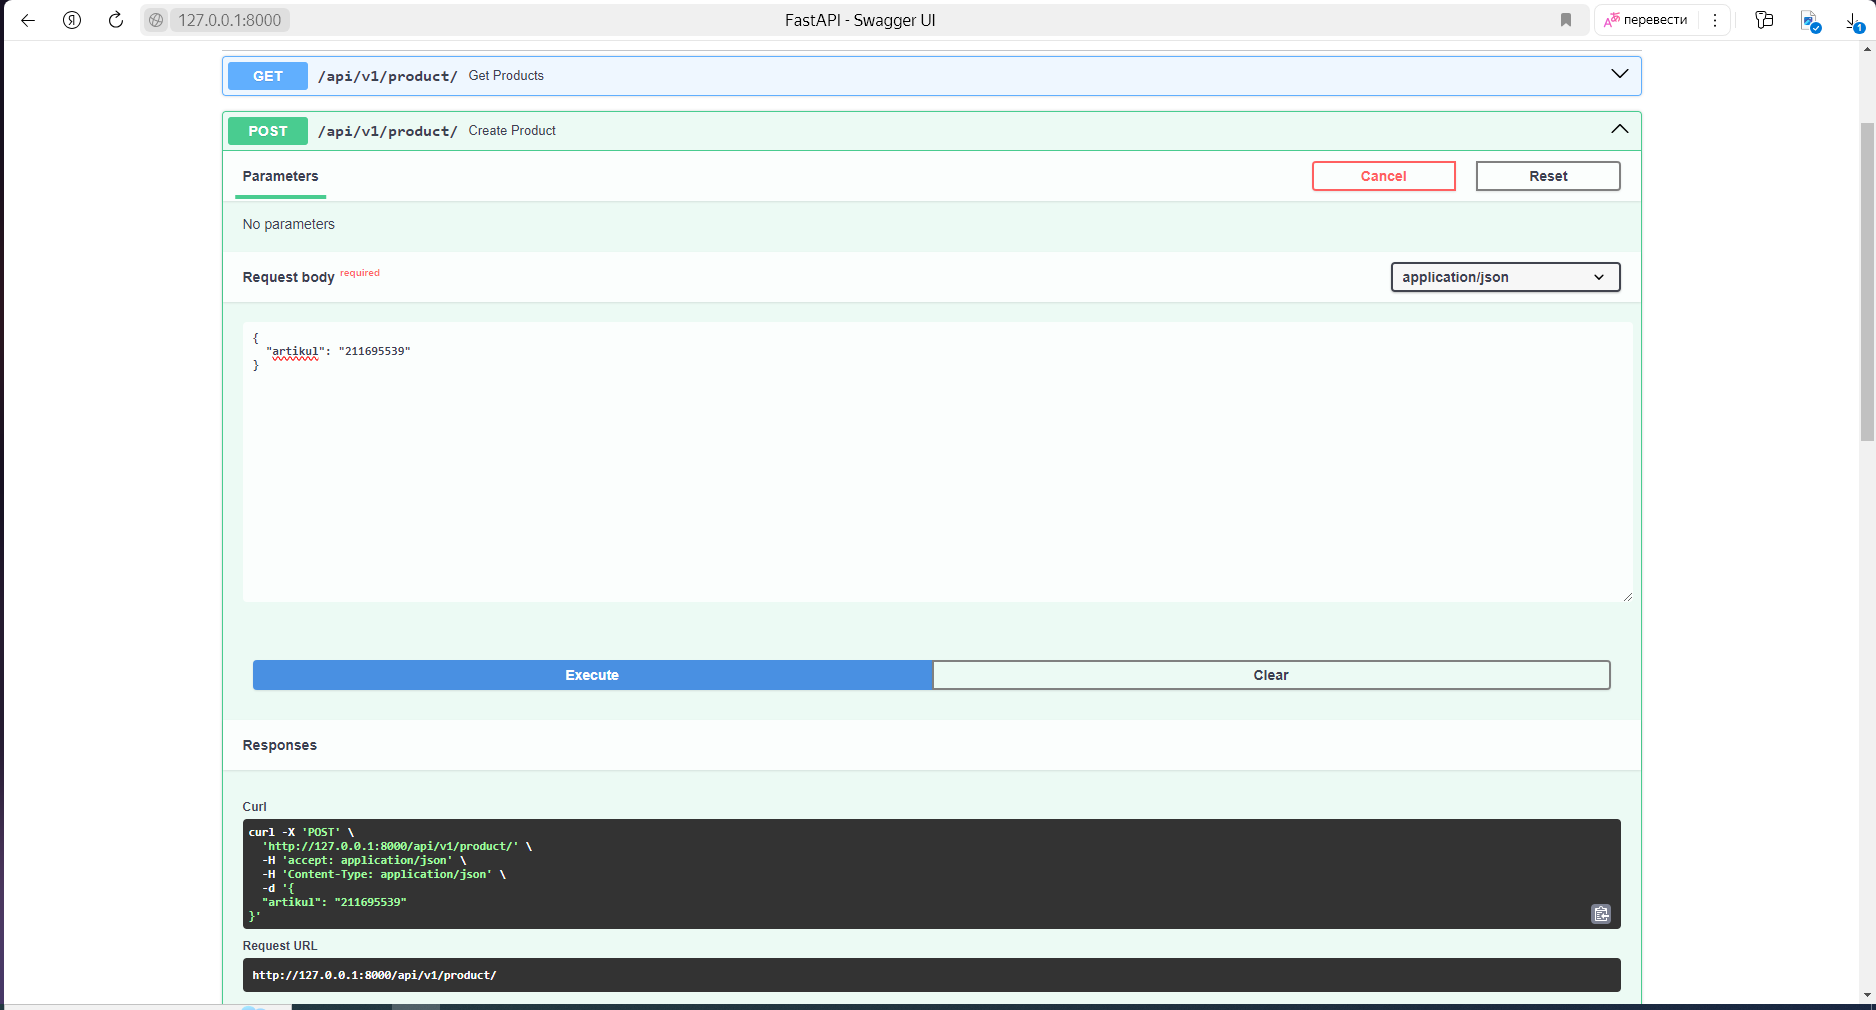 Я 127.0.0.1:8000 FastAPI - Swagger UI перевести 1
GET /api/v1/product/ Get Products
POST /api/v1/product/ Create Product
Parameters Cancel Reset
No parameters
Request body required application/json
{
"artikul": "211695539"
}
Execute Clear
Responses
Curl
curl -X 'POST' \
'http://127.0.0.1:8000/api/v1/product/' \
-H 'accept: application/json' \
-H 'Content-Type: application/json' \
-d '{
"artikul": "211695539"
}'
Request URL
http://127.0.0.1:8000/api/v1/product/